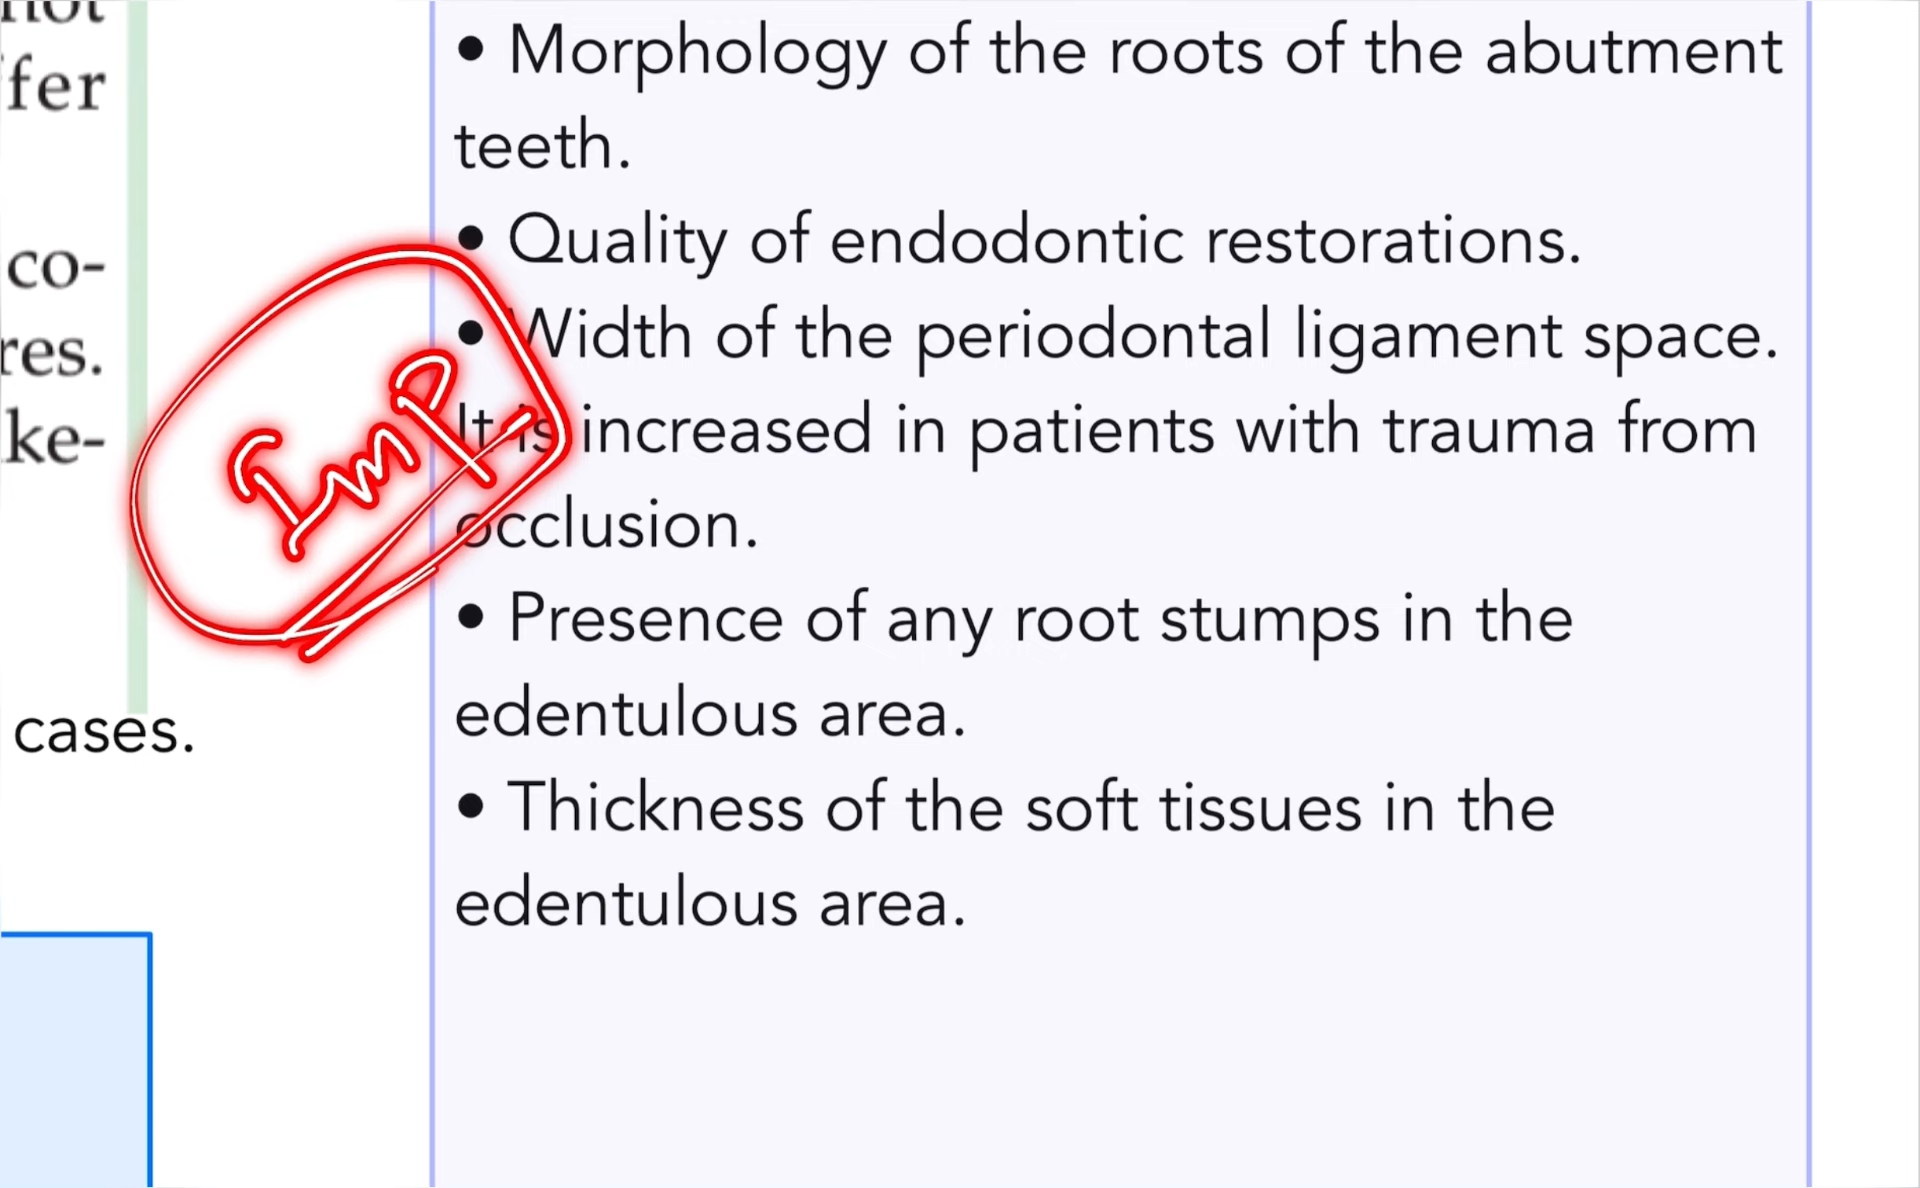 not
fer
co-
res.
ke-
cases.
Imp
• Morphology of the roots of the abutment
teeth.
• Quality of endodontic restorations.
• Width of the periodontal ligament space.
It is increased in patients with trauma from
occlusion.
• Presence of any root stumps in the
edentulous area.
• Thickness of the soft tissues in the
edentulous area.